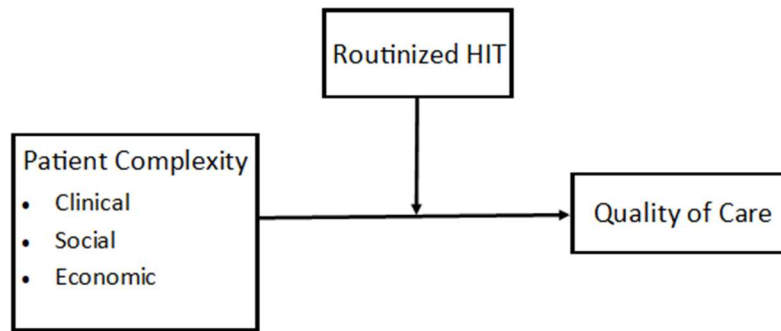 Routinized HIT
Patient Complexity
• Clinical
• Social
• Economic
Quality of Care